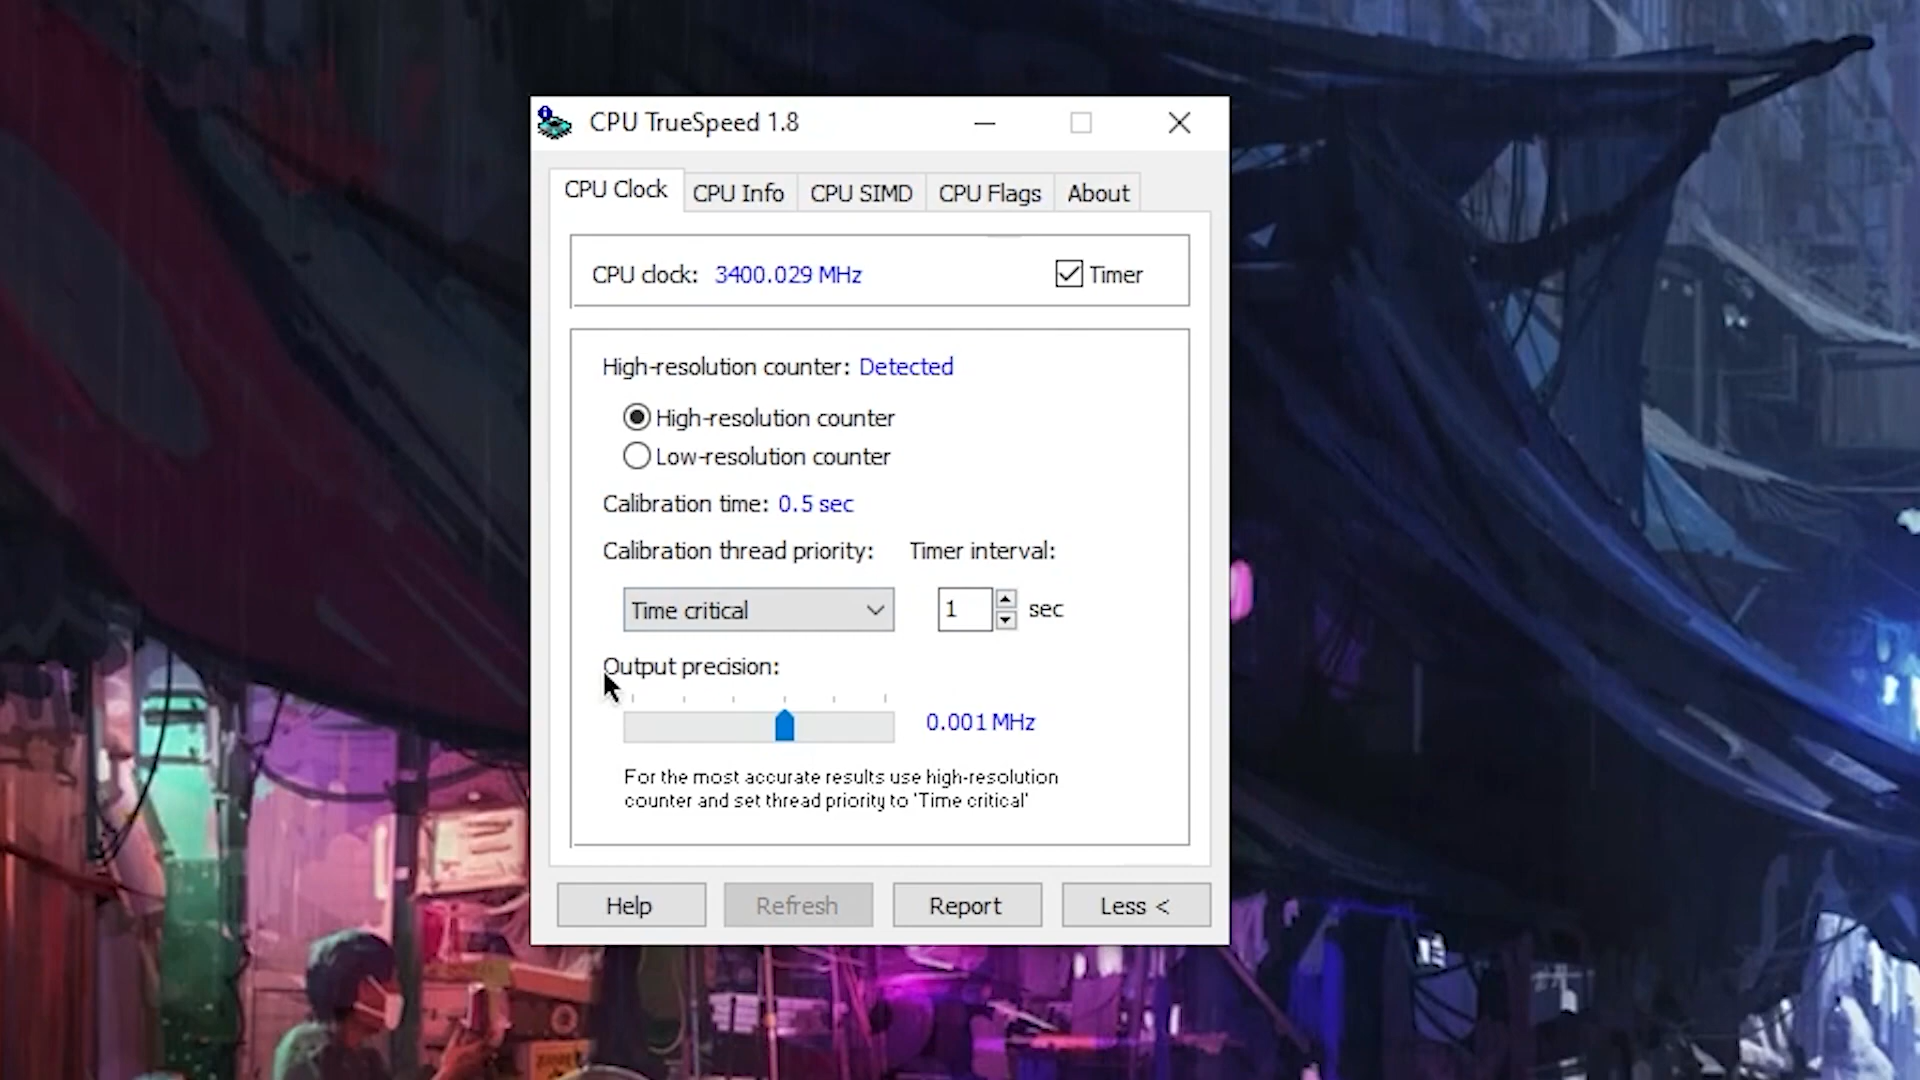 CPU TrueSpeed 1.8
CPU Clock CPU Info CPU SIMD CPU Flags About
CPU clock: 3400.029 MHz Timer
High-resolution counter: Detected
High-resolution counter
Low-resolution counter
Calibration time: 0.5 sec
Calibration thread priority: Timer interval:
Time critical 1 sec
Output precision:
0.001 MHz
For the most accurate results use high-resolution
counter and set thread priority to 'Time critical'
Help Refresh Report Less <